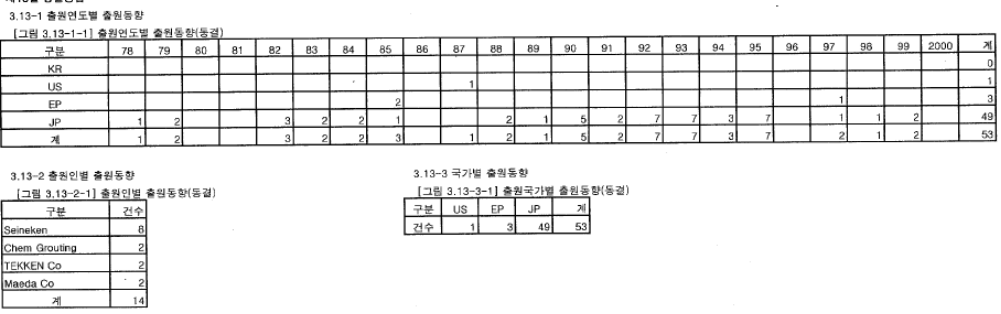 3.13-1 출원연도별 출원동향
[그림 3.13-1-1] 출원연도별 출원동향(동결)
구분 78 79 80 81 82 83 84 85 86 87 88 89 90 91 92 93 94 95 96 97 98 99 2000 계
KR 0
US 1 1
EP 2 1 3
JP 1 2 3 2 2 1 2 1 5 2 7 7 3 7 1 1 2 49
계 1 2 3 2 2 3 1 2 1 5 2 7 7 3 7 2 1 2 53
3.13-2 출원인별 출원동향
[그림 3.13-2-1] 출원인별 출원동향(동결)
구분 건수
Seineken 8
Chem Grouting 2
TEKKEN Co 2
Maeda Co 2
계 14
3.13-3 국가별 출원동향
[그림 3.13-3-1] 출원국가별 출원동향(동결)
구분 US EP JP 계
건수 1 3 49 53